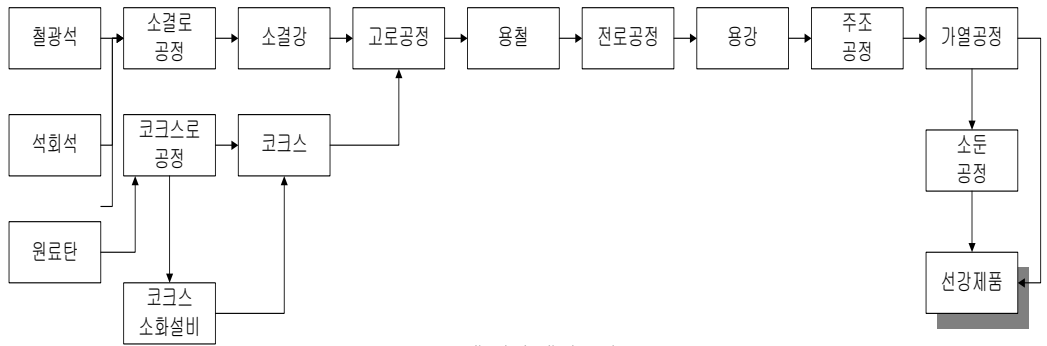 철광석
소결로
공정
소결강
고로공정
용철
전로공정
용강
주조
공정
가열공정
석회석
코크스로
공정
코크스
소둔
공정
원료탄
코크스
소화설비
선강제품